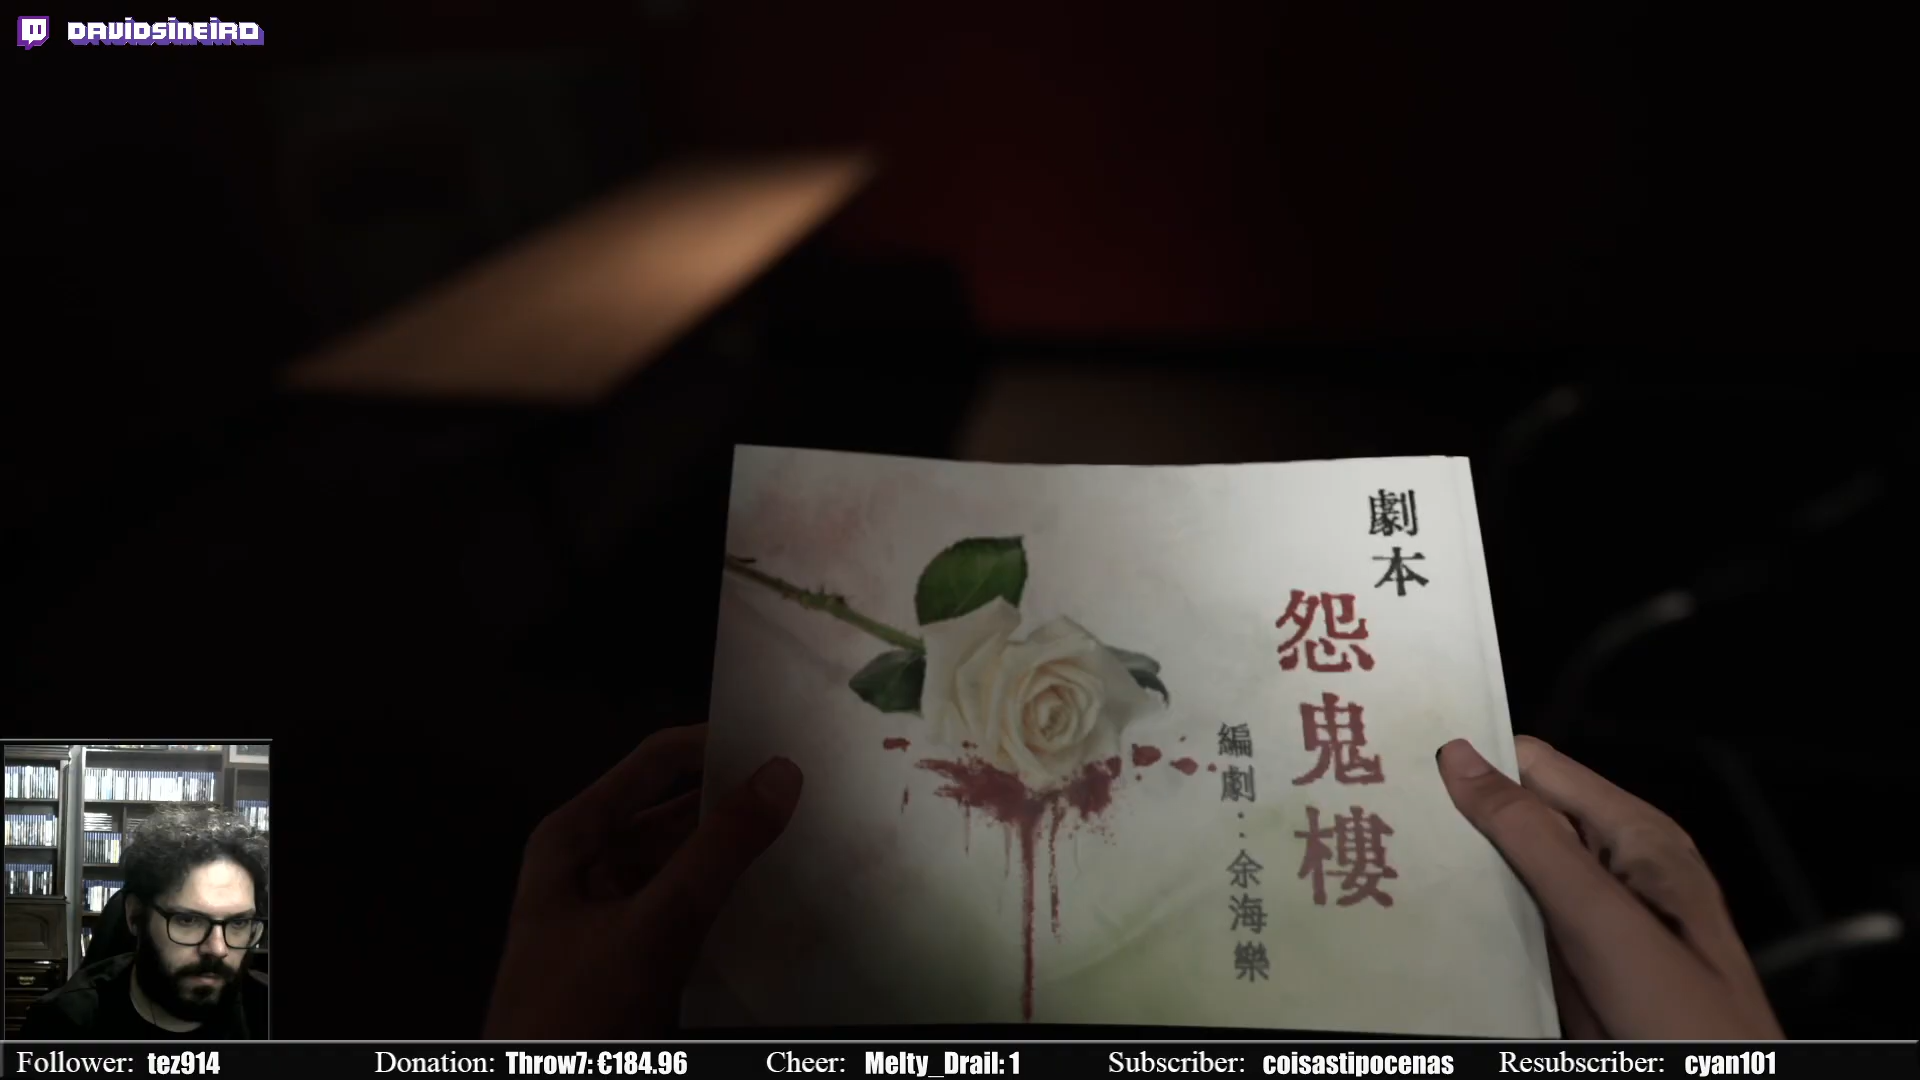 DAVIDSINEIRO
劇本
怨鬼樓
編劇：余海樂
Follower: tez914
Donation: Throw7: €184.96
Cheer: Melty_Drail: 1
Subscriber: coisastipocenas
Resubscriber: cyan101